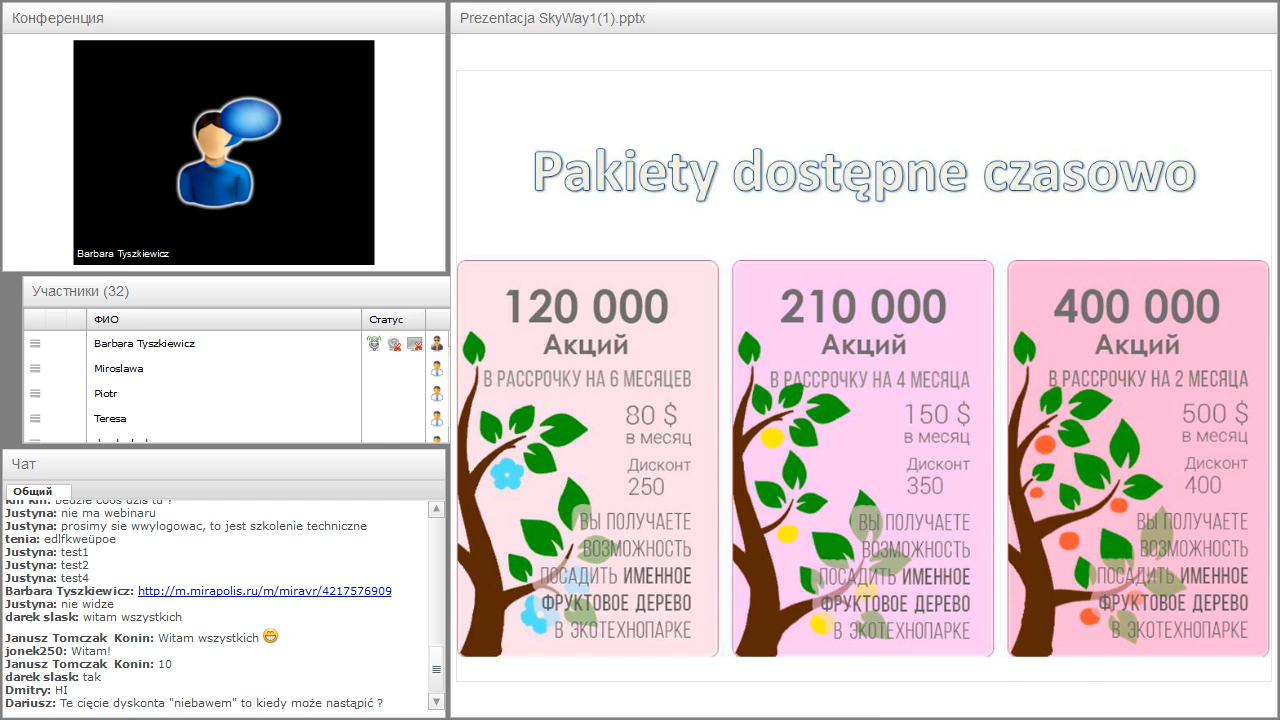 Конференция
Barbara Tyszkiewicz
Участники (32)
ФИО
Статус
Barbara Tyszkiewicz
Miroslawa
Piotr
Teresa
Чат
Общий
dzis tu ?
Justyna: nie ma webinaru
Justyna: prosimy sie wwylogowac, to jest szkolenie techniczne
tenia: edlfkweupoe
Justyna: test1
Justyna: test2
Justyna: test4
Barbara Tyszkiewicz: http://m.mirapolis.ru/m/miravr/4217576909
Justyna: nie widze
darek slask: witam wszystkich
Janusz Tomczak Konin: Witam wszystkich
jonek250: Witam!
Janusz Tomczak Konin: 10
darek slask: tak
Dmitry: HI
Dariusz: Te cięcie dyskonta "niebawem" to kiedy może nastąpić ?
Prezentacja SkyWay1(1).pptx
Pakiety dostępne czasowo
120 000
Акций
В РАССРОЧКУ НА 6 МЕСЯЦЕВ
80 $
в месяц
Дисконт
250
ВЫ ПОЛУЧАЕТЕ
ВОЗМОЖНОСТЬ
ПОСАДИТЬ ИМЕННОЕ
ФРУКТОВОЕ ДЕРЕВО
В ЭКОТЕХНОПАРКЕ
210 000
Акций
В РАССРОЧКУ НА 4 МЕСЯЦА
150 $
в месяц
Дисконт
350
ВЫ ПОЛУЧАЕТЕ
ВОЗМОЖНОСТЬ
ПОСАДИТЬ ИМЕННОЕ
ФРУКТОВОЕ ДЕРЕВО
В ЭКОТЕХНОПАРКЕ
400 000
Акций
В РАССРОЧКУ НА 2 МЕСЯЦА
500 $
в месяц
Дисконт
400
ВЫ ПОЛУЧАЕТЕ
ВОЗМОЖНОСТЬ
ПОСАДИТЬ ИМЕННОЕ
ФРУКТОВОЕ ДЕРЕВО
В ЭКОТЕХНОПАРКЕ